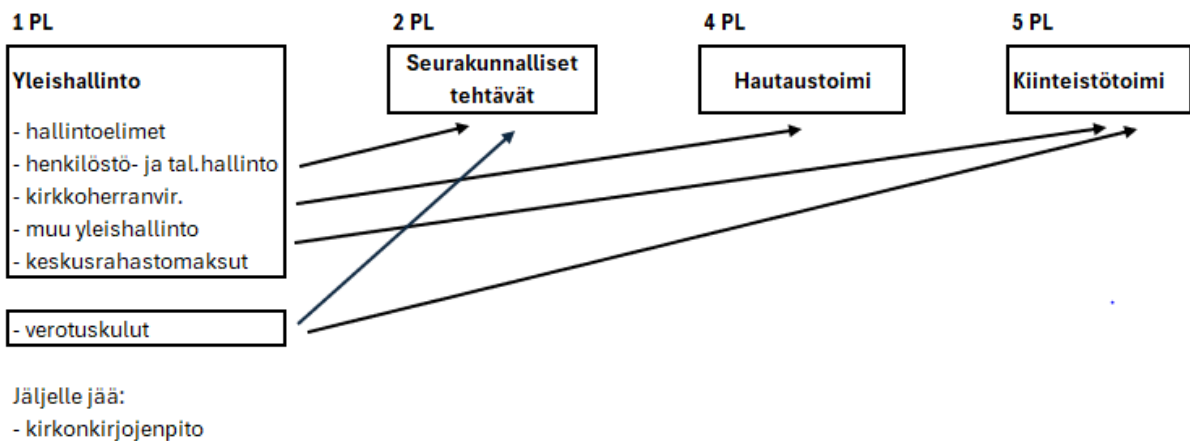 1 PL
2 PL
4 PL
5 PL
Yleishallinto
- hallintoelimet
- henkilöstö- ja tal.hallinto
- kirkkoherranvir.
- muu yleishallinto
- keskusrahastomaksut
Seurakunnalliset
tehtävät
Hautaustoimi
Kiinteistötoimi
- verotuskulut
Jäljelle jää:
- kirkonkirjojenpito